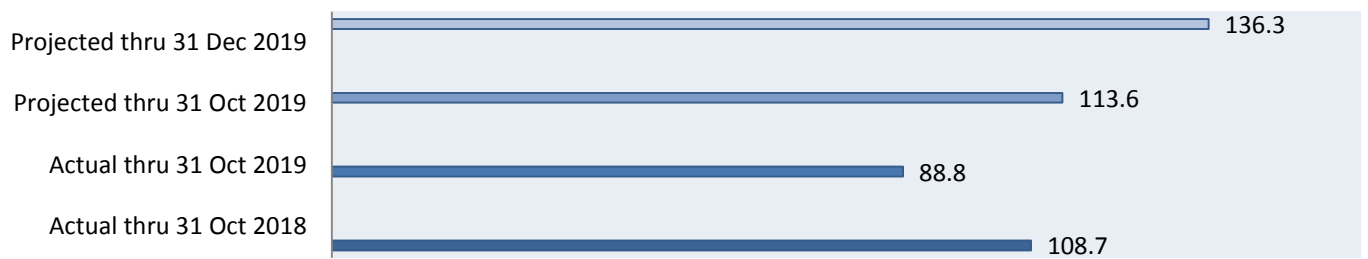 Projected thru 31 Dec 2019
136.3
Projected thru 31 Oct 2019
113.6
Actual thru 31 Oct 2019
88.8
Actual thru 31 Oct 2018
108.7